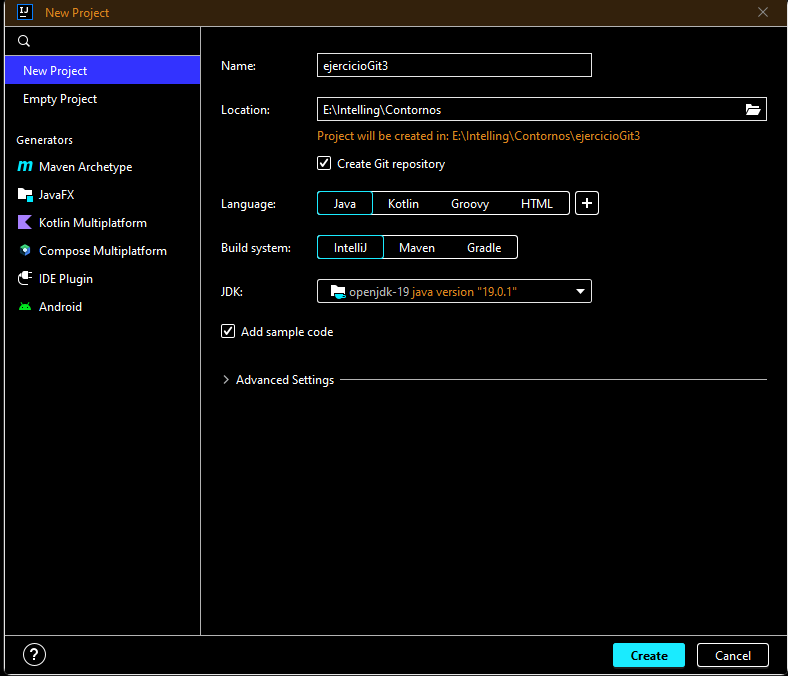 New Project
New Project
Empty Project
Generators
Maven Archetype
JavaFX
Kotlin Multiplatform
Compose Multiplatform
IDE Plugin
Android
Name: ejercicioGit3
Location: E:\Intelling\Contornos
Project will be created in: E:\Intelling\Contornos\ejercicioGit3
Create Git repository
Language: Java Kotlin Groovy HTML +
Build system: IntelliJ Maven Gradle
JDK: openjdk-19 java version "19.0.1"
Add sample code
Advanced Settings
? Create Cancel